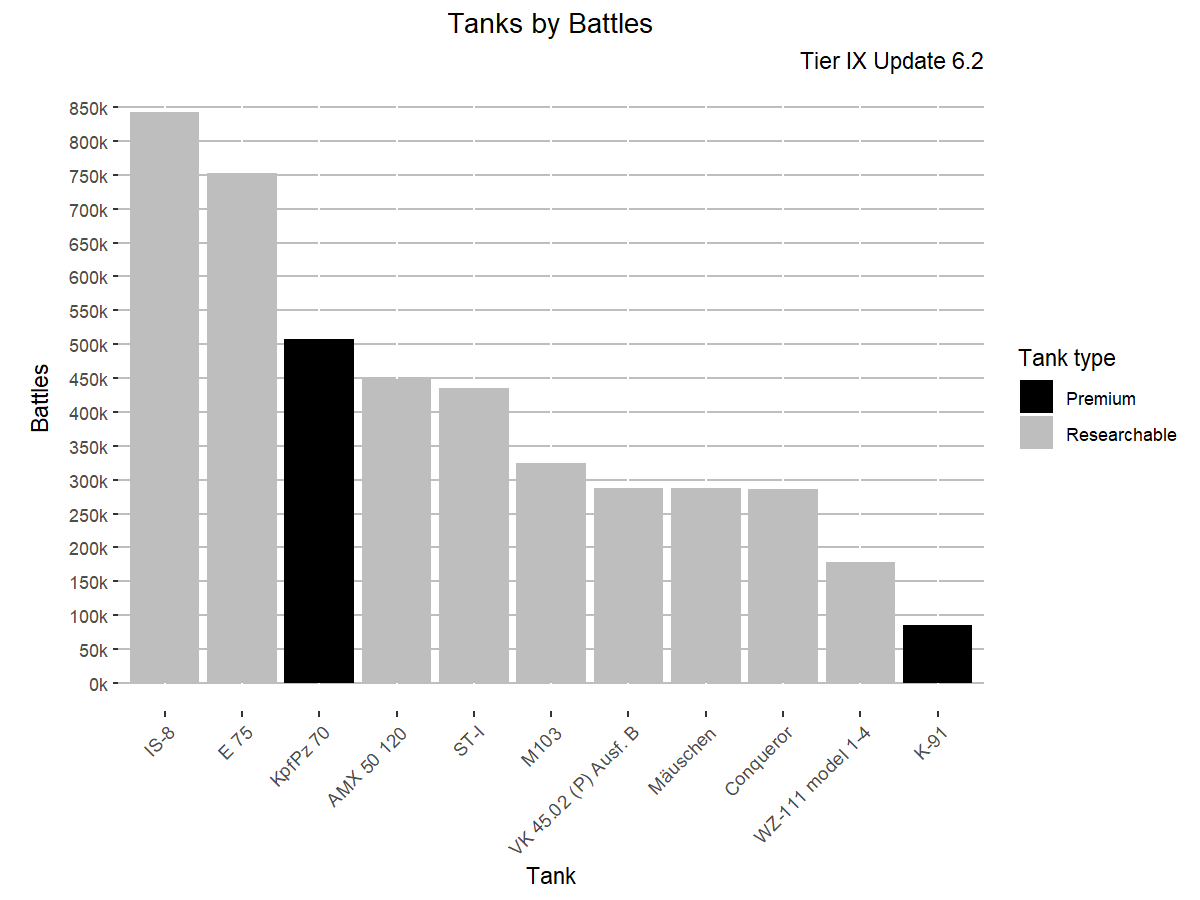 Tanks by Battles
Tier IX Update 6.2
850k
800k
750k
700k
650k
600k
550k
500k
450k
400k
350k
300k
250k
200k
150k
100k
50k
0k
Battles
Tank type
Premium
Researchable
IS-8
E 75
KpfPz 70
AMX 50 120
ST-I
M103
VK 45.02 (P) Ausf. B
Mäuschen
Conqueror
WZ-111 model 1-4
K-91
Tank